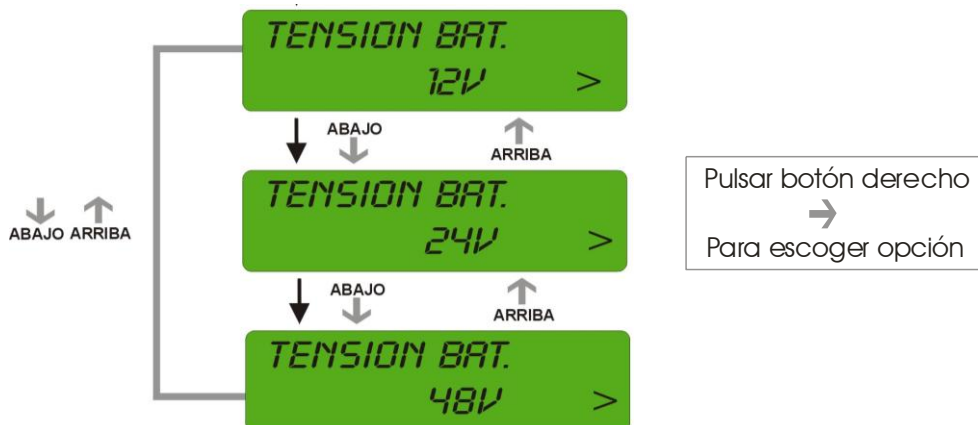 TENSION BAT.
12V >
ABAJO
ARRIBA
TENSION BAT.
24V >
ABAJO ARRIBA
Pulsar botón derecho
Para escoger opción
ABAJO
ARRIBA
TENSION BAT.
48V >